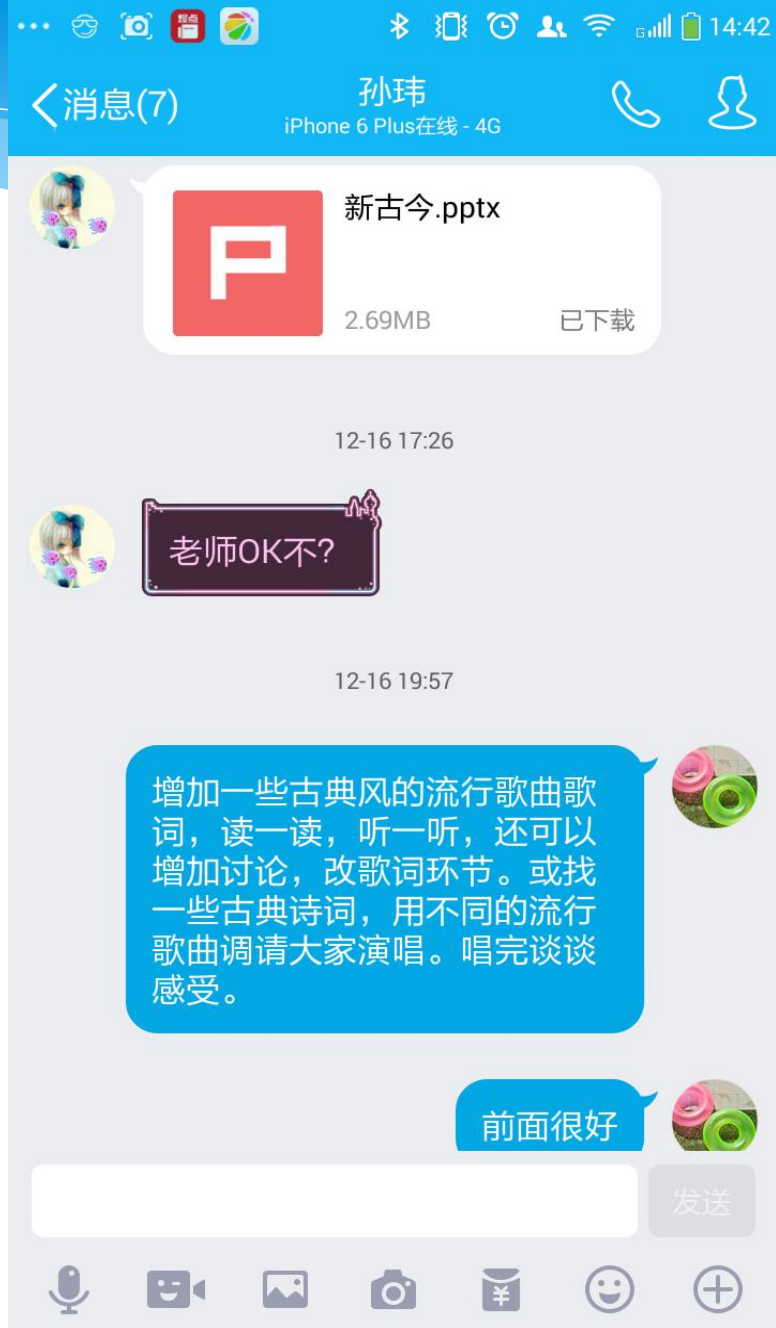 14:42
消息(7)
孙玮
iPhone 6 Plus在线 - 4G
新古今.pptx
2.69MB
已下载
12-16 17:26
老师OK不?
12-16 19:57
增加一些古典风的流行歌曲歌
词，读一读，听一听，还可以
增加讨论，改歌词环节。或找
一些古典诗词，用不同的流行
歌曲调请大家演唱。唱完谈谈
感受。
前面很好
发送